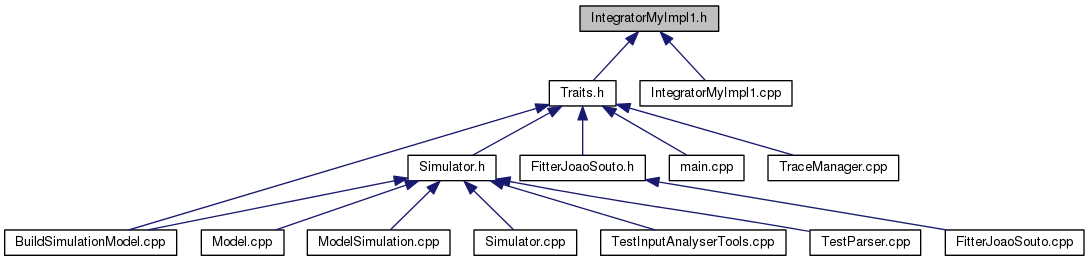 IntegratorMyImpl1.h
Traits.h
IntegratorMyImpl1.cpp
Simulator.h
FitterJoaoSouto.h
main.cpp
TraceManager.cpp
BuildSimulationModel.cpp
Model.cpp
ModelSimulation.cpp
Simulator.cpp
TestInputAnalyserTools.cpp
TestParser.cpp
FitterJoaoSouto.cpp